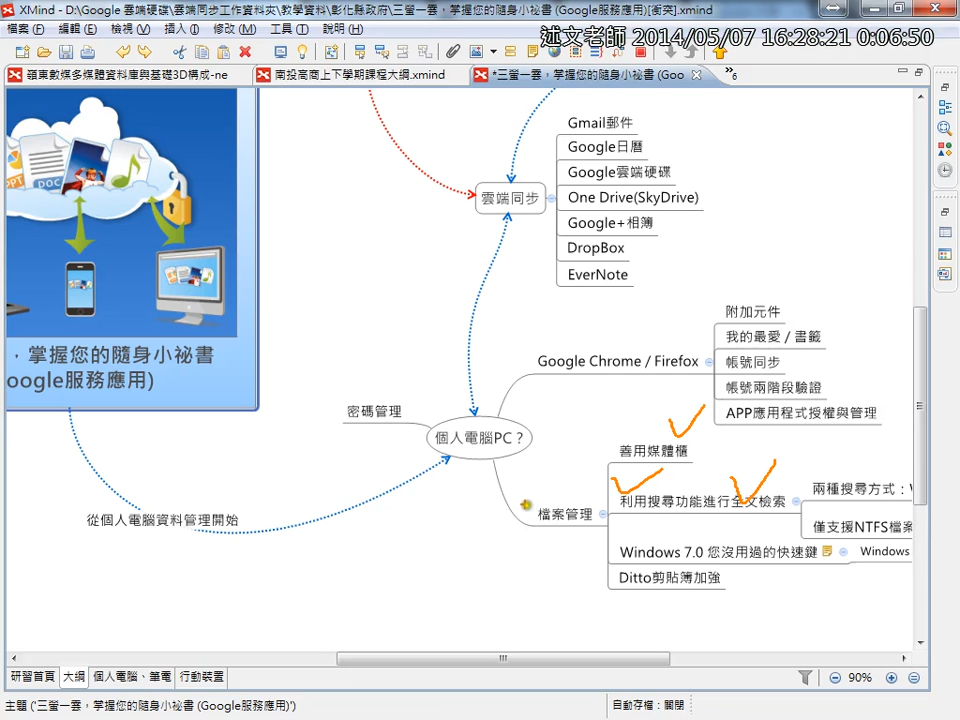 XMind - D:\Google 雲端硬碟\雲端同步工作資料夾\教學資料\彰化縣政府\三螢一雲，掌握您的隨身小祕書 (Google服務應用)[衝突].xmind
檔案(F) 編輯(E) 檢視(V) 插入(I) 修改(M) 工具(T) 說明(H)
述文老師 2014/05/07 16:28:21 0:06:50
嶺東數媒多媒體資料庫與基礎3D構成-ne
南投高商上下學期課程大綱.xmind
*三螢一雲，掌握您的隨身小祕書 (Goo
»6
PPT
DOC
，掌握您的隨身小祕書
oogle服務應用)
雲端同步
Gmail郵件
Google日曆
Google雲端硬碟
One Drive(SkyDrive)
Google+相簿
DropBox
EverNote
Google Chrome / Firefox
附加元件
我的最愛 / 書籤
帳號同步
帳號兩階段驗證
APP應用程式授權與管理
密碼管理
個人電腦PC？
從個人電腦資料管理開始
檔案管理
善用媒體櫃
利用搜尋功能進行全文檢索
兩種搜尋方式：W
僅支援NTFS檔案
Windows 7.0 您沒用過的快速鍵
Windows
Ditto剪貼簿加強
研習首頁 大綱 個人電腦、筆電 行動裝置
90%
主題 ('三螢一雲，掌握您的隨身小祕書 (Google服務應用)')
自動存檔：關閉